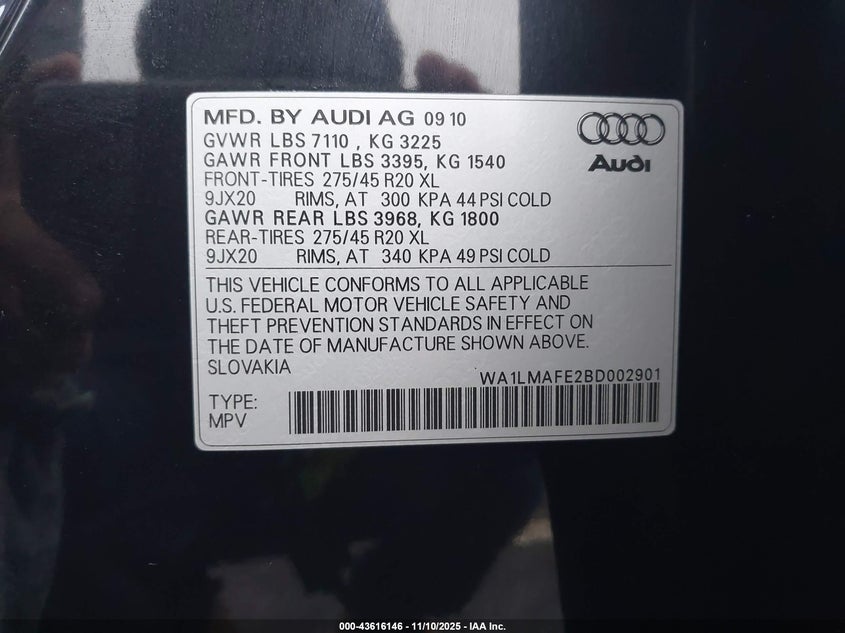 MFD. BY AUDI AG 09 10
GVWR LBS 7110 , KG 3225
GAWR FRONT LBS 3395, KG 1540
FRONT-TIRES 275/45 R20 XL
9JX20 RIMS, AT 300 KPA 44 PSI COLD
GAWR REAR LBS 3968, KG 1800
REAR-TIRES 275/45 R20 XL
9JX20 RIMS, AT 340 KPA 49 PSI COLD
Audi
THIS VEHICLE CONFORMS TO ALL APPLICABLE
U.S. FEDERAL MOTOR VEHICLE SAFETY AND
THEFT PREVENTION STANDARDS IN EFFECT ON
THE DATE OF MANUFACTURE SHOWN ABOVE.
SLOVAKIA
WA1LMAFE2BD002901
TYPE:
MPV
000-43616146 - 11/10/2025 - IAA Inc.